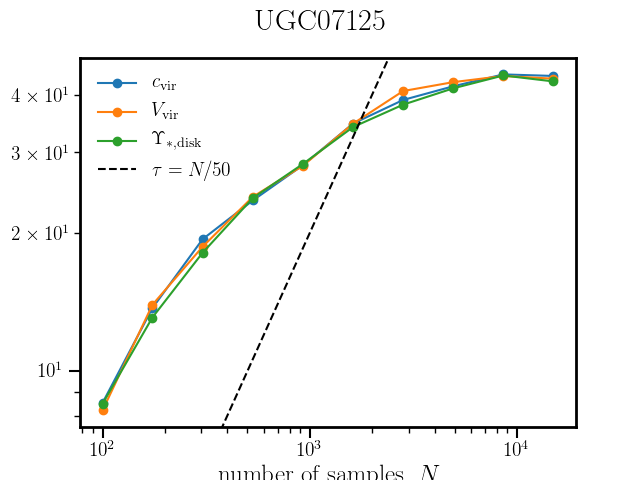 UGC07125
c_vir
V_vir
Υ_*,disk
τ = N/50
4 × 10^1
3 × 10^1
2 × 10^1
10^1
10^2
10^3
10^4
number of samples, N